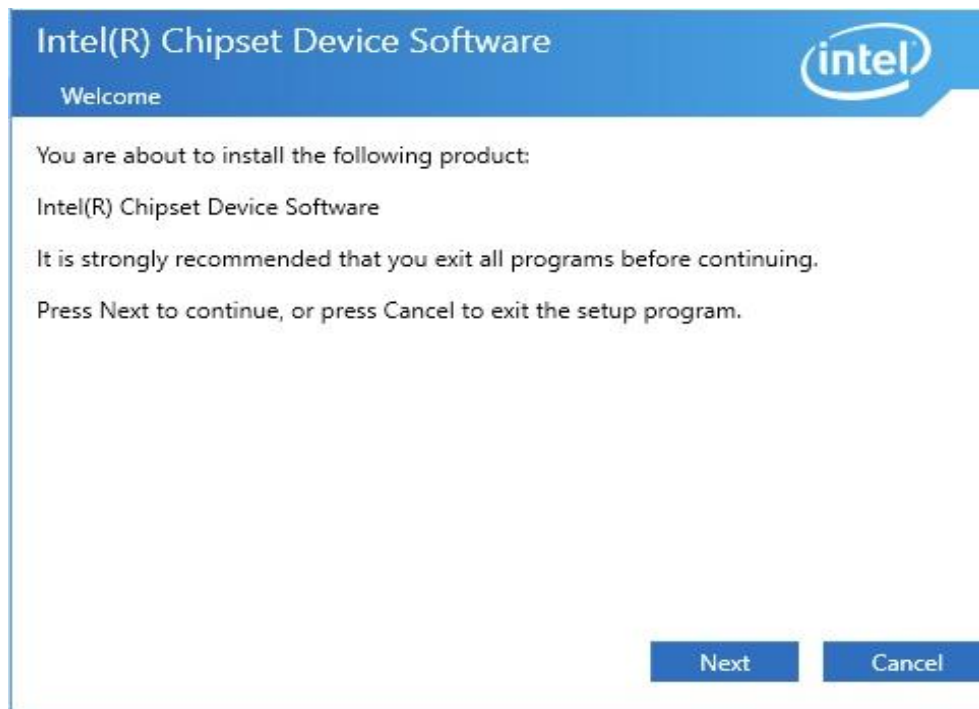 Intel(R) Chipset Device Software
intel
Welcome
You are about to install the following product:
Intel(R) Chipset Device Software
It is strongly recommended that you exit all programs before continuing.
Press Next to continue, or press Cancel to exit the setup program.
Next
Cancel